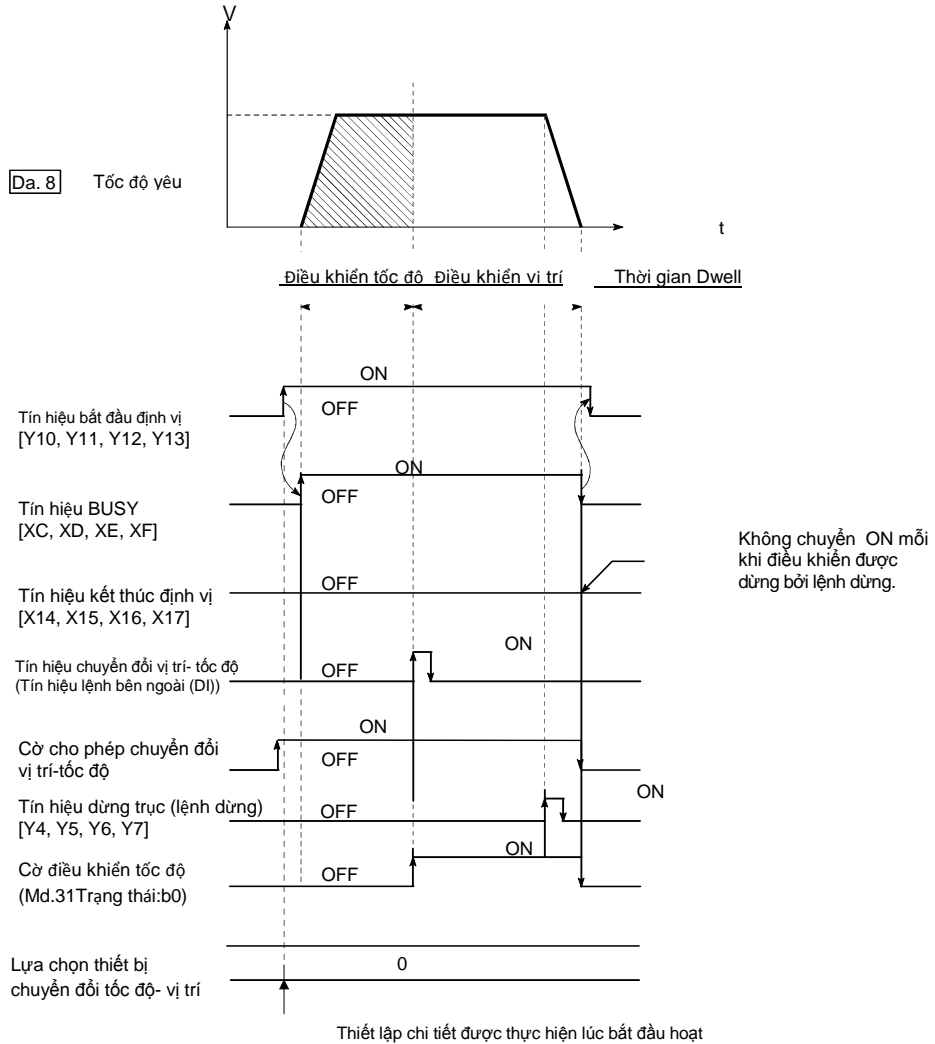 V
Da. 8 Tốc độ yêu
t
Điều khiển tốc đô Điều khiển vị trí Thời gian Dwell
ON
OFF
Tín hiệu bắt đầu định vị
[Y10, Y11, Y12, Y13]
ON
OFF
Tín hiệu BUSY
[XC, XD, XE, XF]
Không chuyển ON mỗi
khi điều khiển được
dừng bởi lệnh dừng.
OFF
Tín hiệu kết thúc định vị
[X14, X15, X16, X17]
ON
Tín hiệu chuyển đổi vị trí- tốc độ
OFF
(Tín hiệu lệnh bên ngoài (DI))
ON
Cờ cho phép chuyển đổi
OFF
vị trí-tốc độ
ON
Tín hiệu dừng trục (lệnh dừng)
OFF
[Y4, Y5, Y6, Y7]
ON
Cờ điều khiển tốc độ
OFF
(Md.31Trạng thái:b0)
Lựa chọn thiết bị
0
chuyển đổi tốc độ- vị trí
Thiết lập chi tiết được thực hiện lúc bắt đầu hoạt